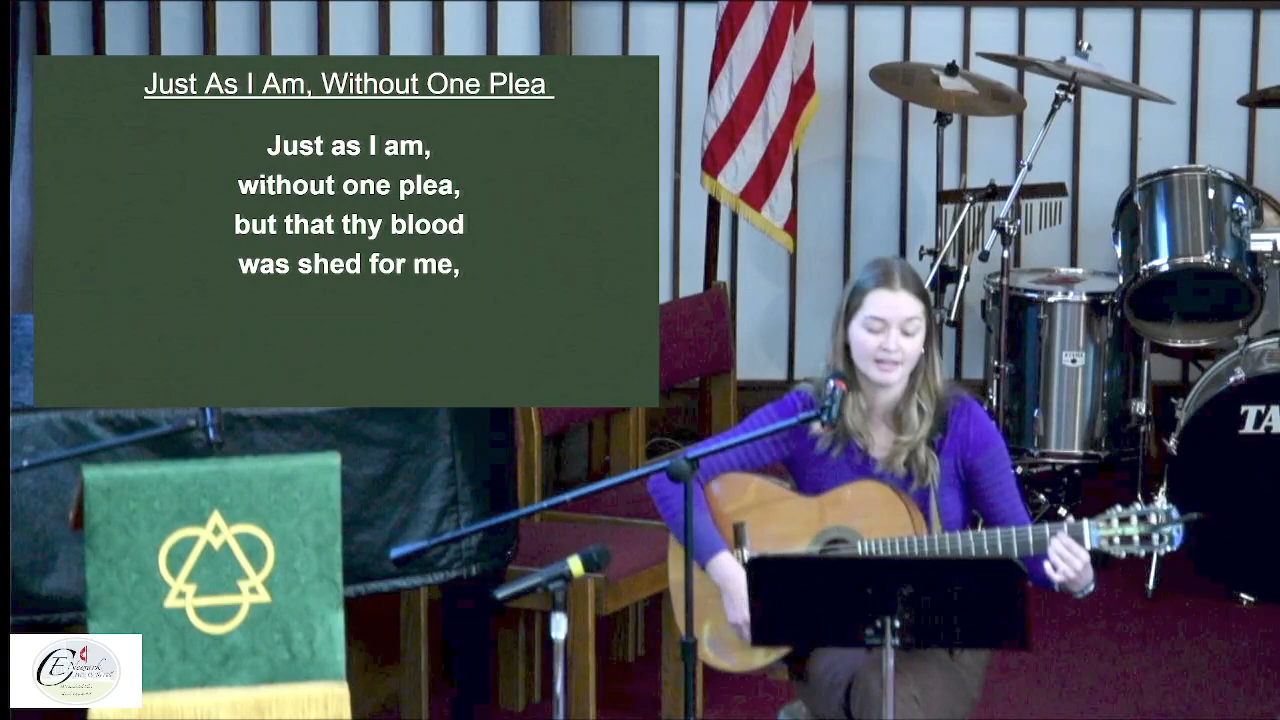 Just As I Am, Without One Plea
Just as I am,
without one plea,
but that thy blood
was shed for me,
TA
Newark